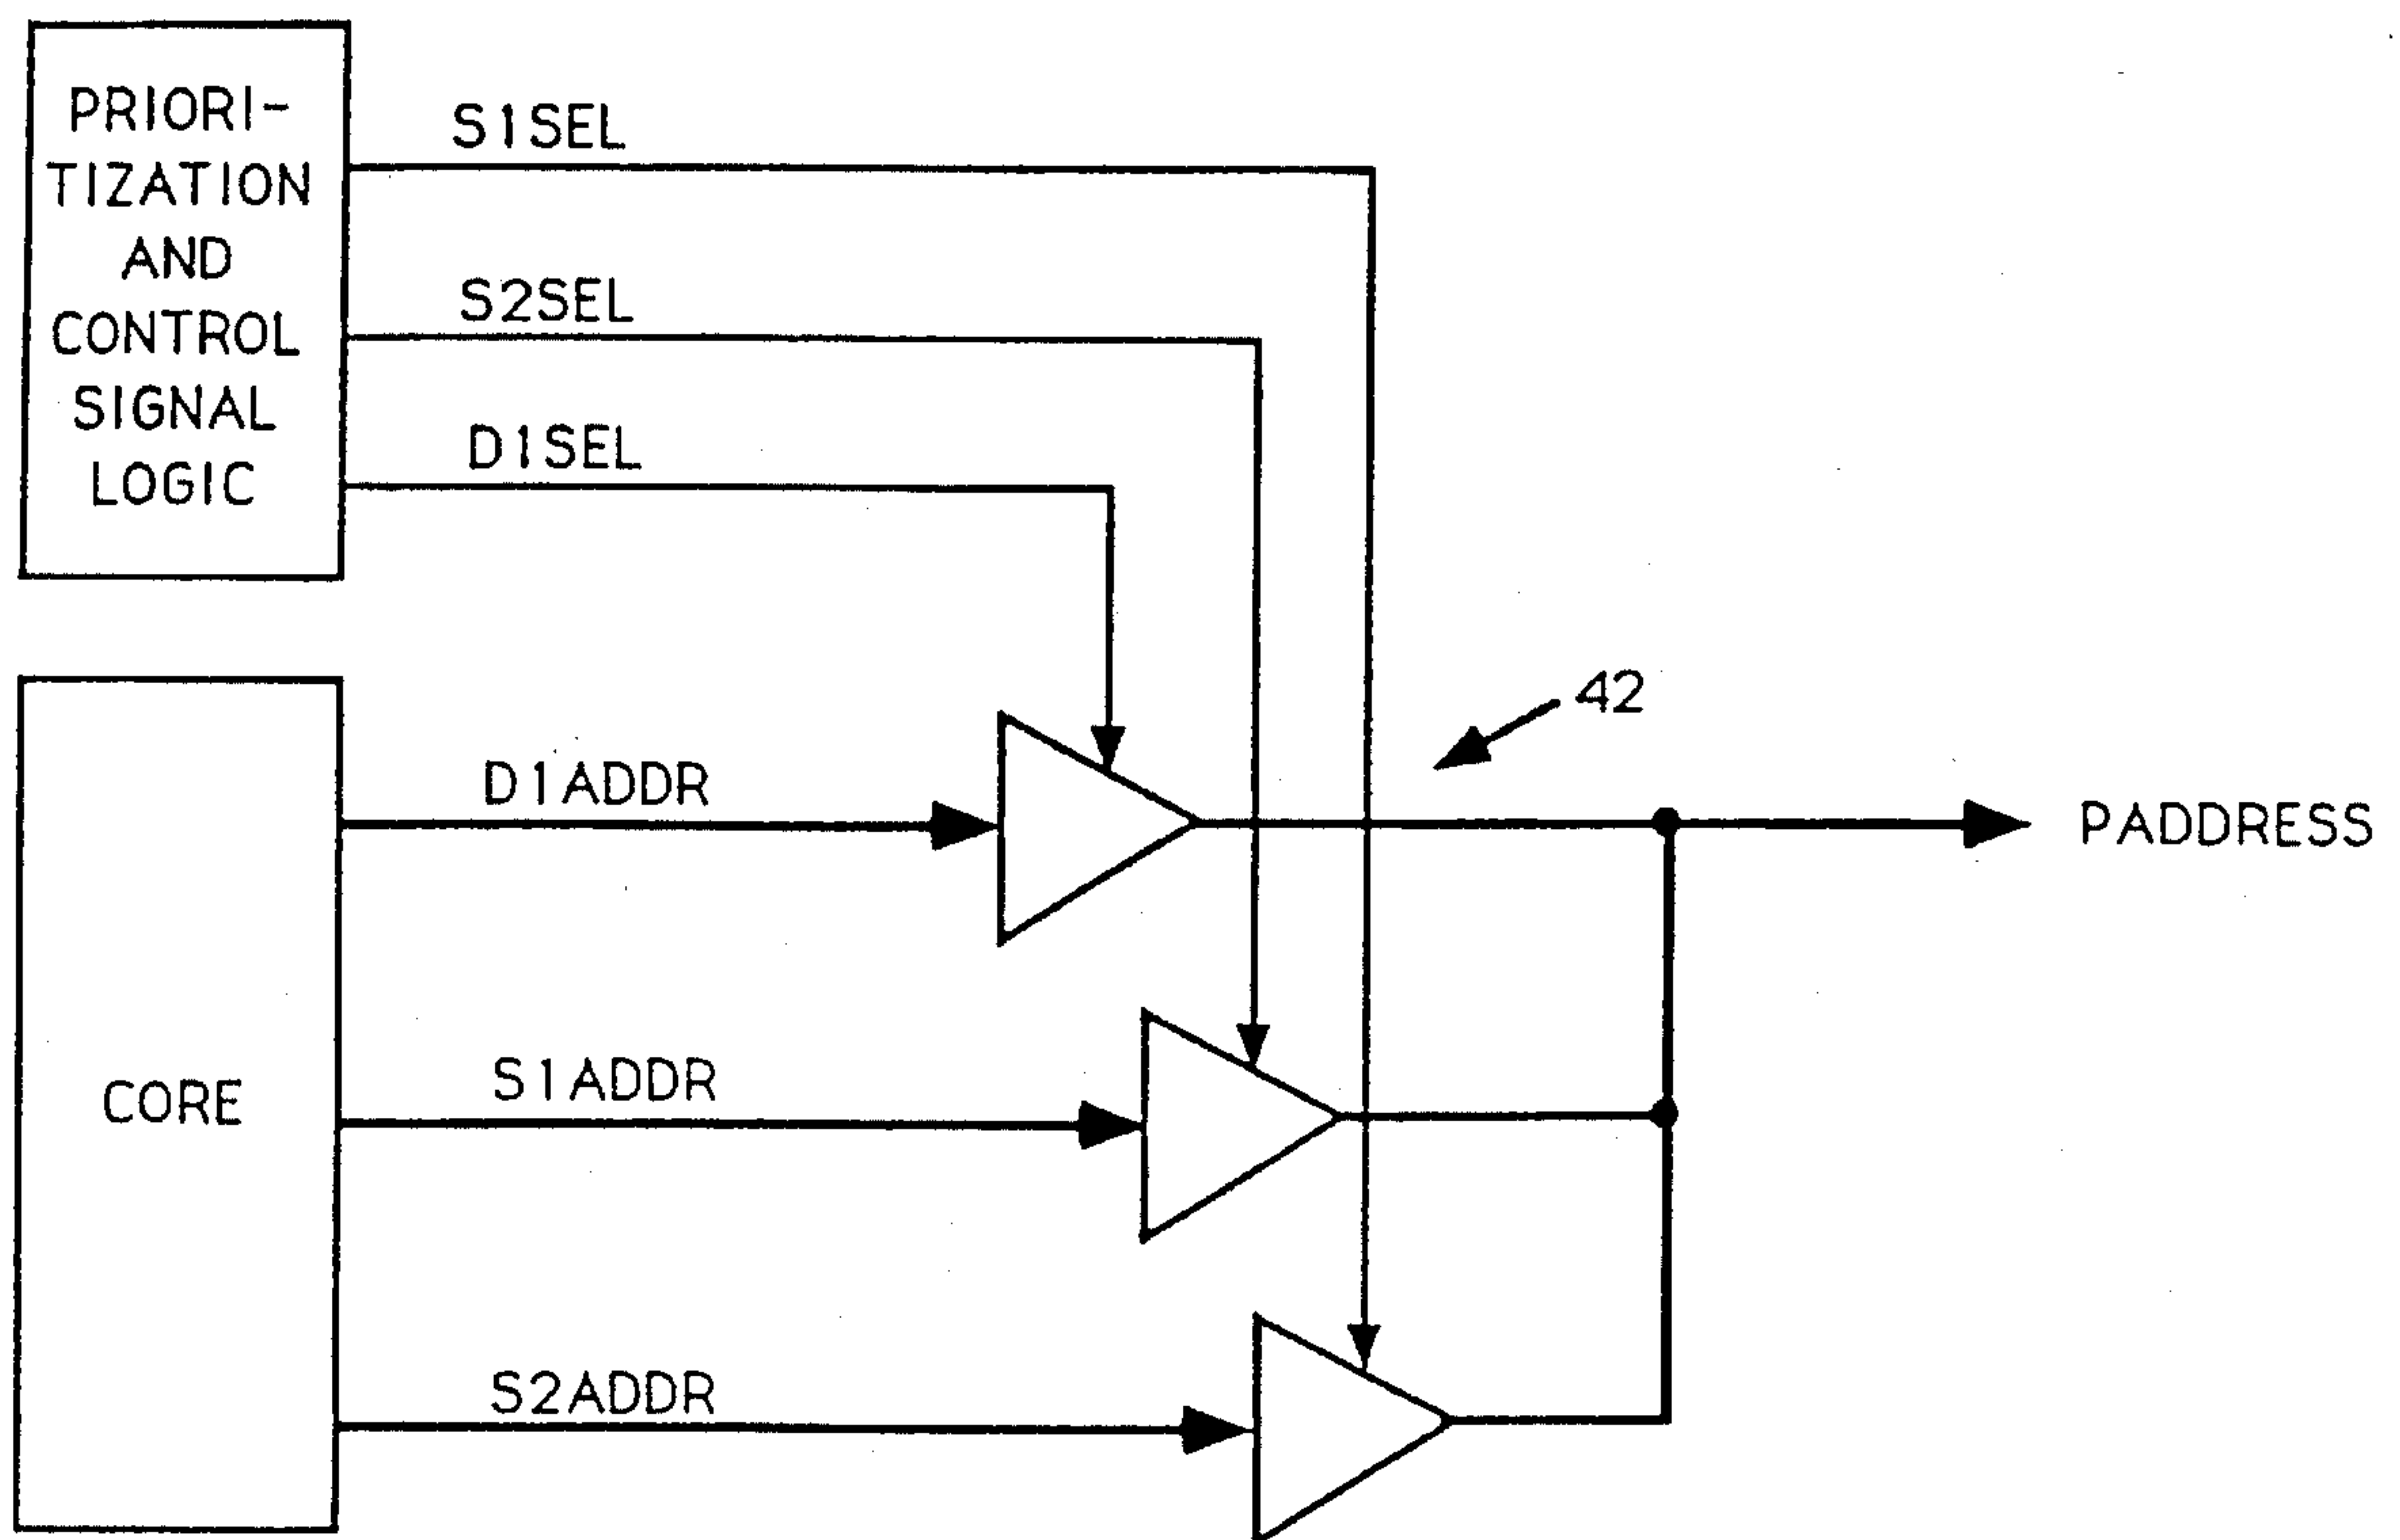 PRIORI-
TIZATION
AND
CONTROL
SIGNAL
LOGIC
S1SEL
S2SEL
D1SEL
42
CORE
D1ADDR
S1ADDR
S2ADDR
PADDRESS